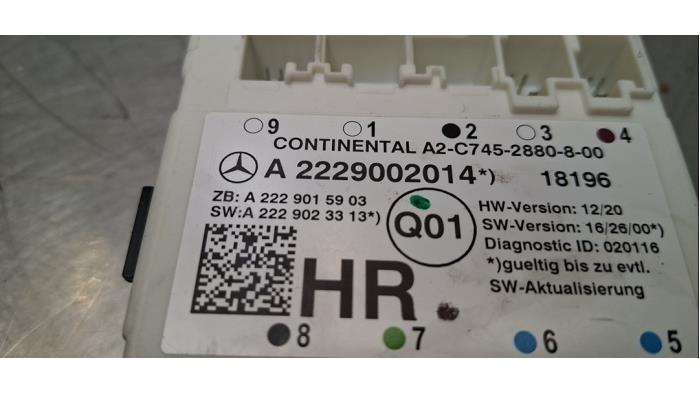 9 1 2 3 4
CONTINENTAL A2-C745-2880-8-00
A 2229002014*) 18196
ZB: A 222 901 59 03
SW:A 222 902 33 13*)
Q01
HW-Version: 12/20
SW-Version: 16/26/00*)
Diagnostic ID: 020116
*)gueltig bis zu evtl.
SW-Aktualisierung
HR
8 7 6 5